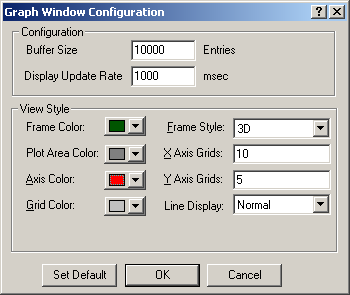 Graph Window Configuration
Configuration
Buffer Size 10000 Entries
Display Update Rate 1000 msec
View Style
Frame Color: Frame Style: 3D
Plot Area Color: X Axis Grids: 10
Axis Color: Y Axis Grids: 5
Grid Color: Line Display: Normal
Set Default OK Cancel